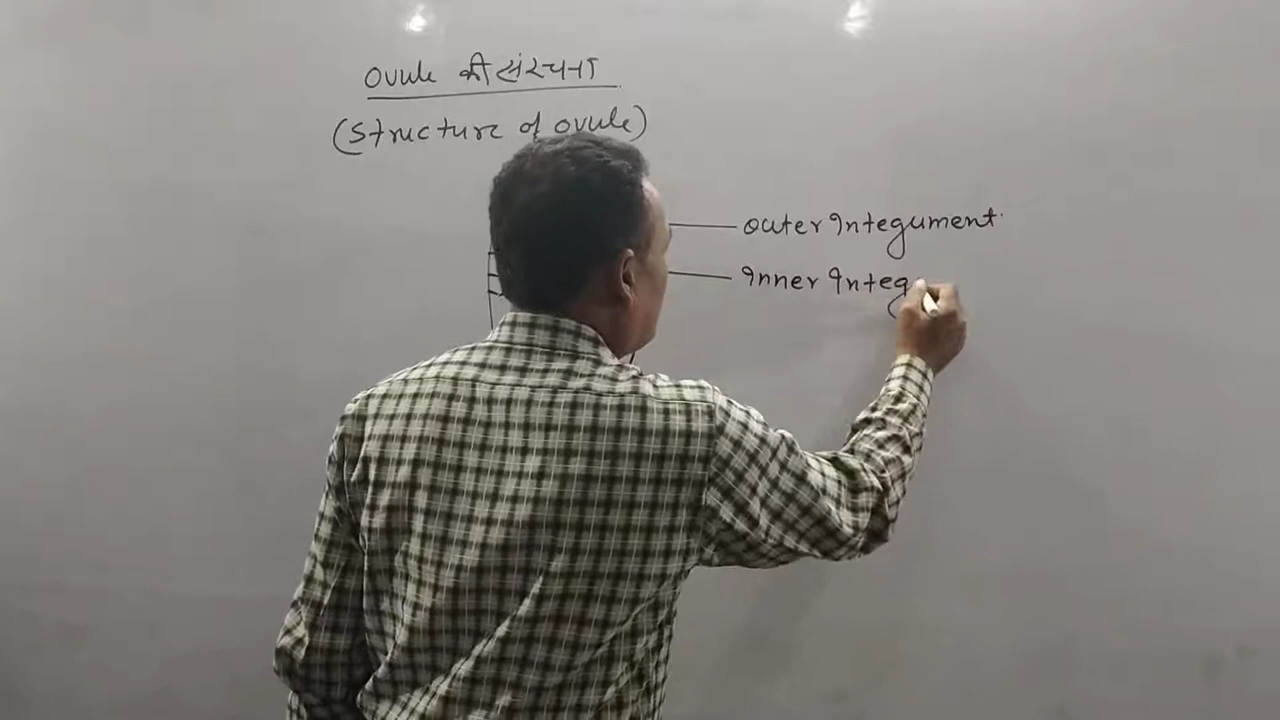 Ovule की संरचना
(structure of ovule)
outer Integument
Inner Integ